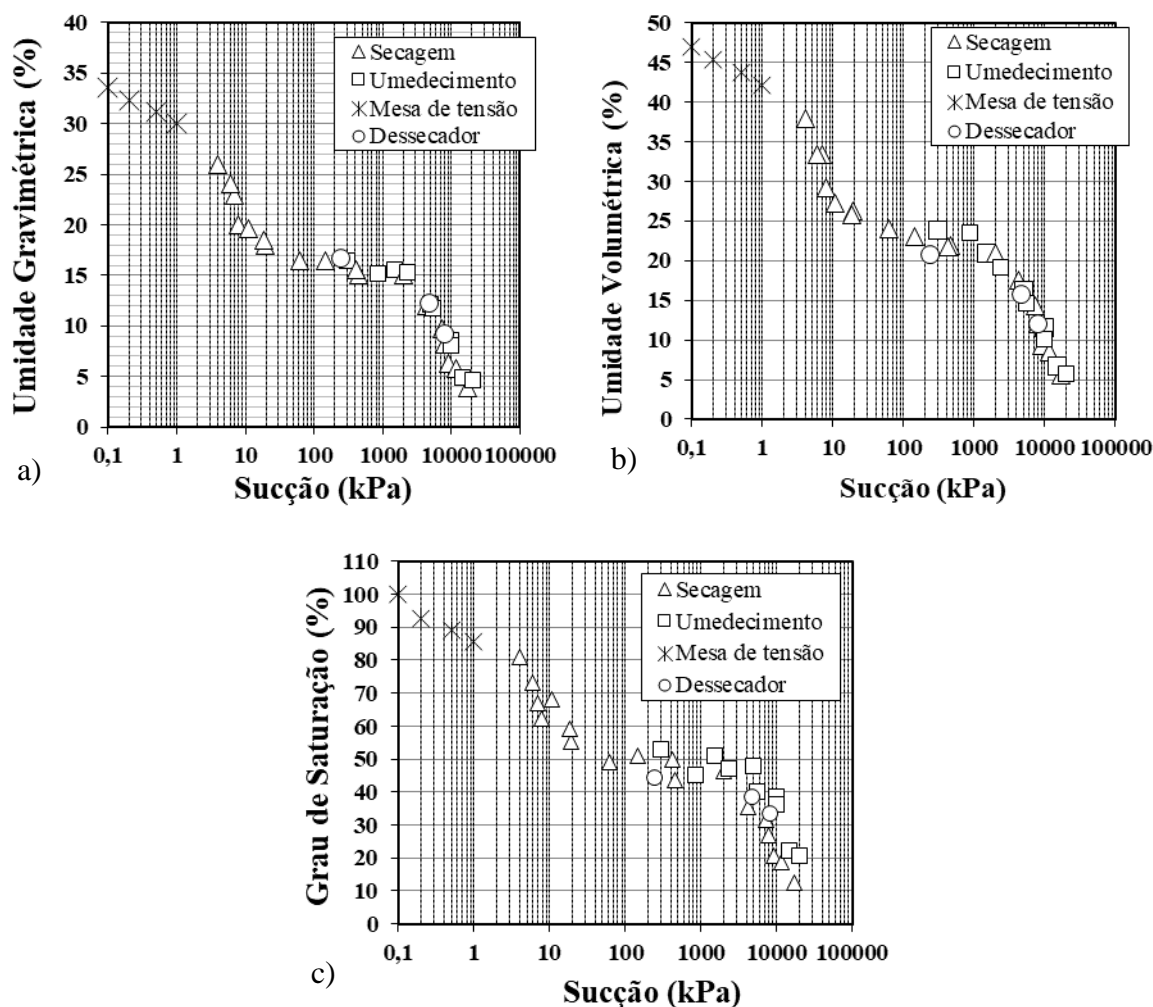 Umidade Gravimétrica (%)
40
35
30
25
20
15
10
5
0
Secagem
Umedecimento
Mesa de tensão
Dessecador
0,1 1 10 100 1000 10000 100000
Sucção (kPa)
a)
Umidade Volumétrica (%)
50
45
40
35
30
25
20
15
10
5
0
Secagem
Umedecimento
Mesa de tensão
Dessecador
0,1 1 10 100 1000 10000 100000
Sucção (kPa)
b)
Grau de Saturação (%)
110
100
90
80
70
60
50
40
30
20
10
0
Secagem
Umedecimento
Mesa de tensão
Dessecador
0,1 1 10 100 1000 10000 100000
Sucção (kPa)
c)